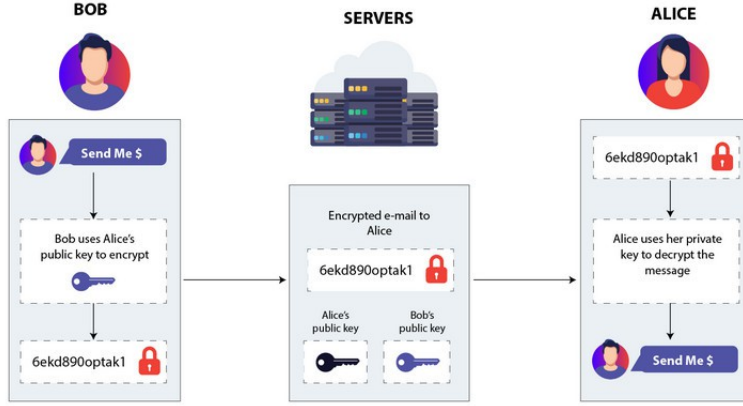 BOB
Send Me $
Bob uses Alice's
public key to encrypt
6ekd890optak1
SERVERS
Encrypted e-mail to
Alice
6ekd890optak1
Alice's
public key
Bob's
public key
ALICE
6ekd890optak1
Alice uses her private
key to decrypt the
message
Send Me $